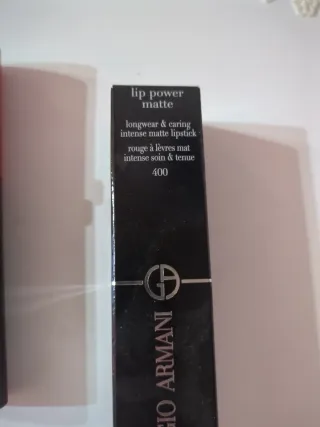 lip power
matte
longwear & caring
intense matte lipstick
rouge à lèvres mat
intense soin & tenue
400
GIO ARMANI